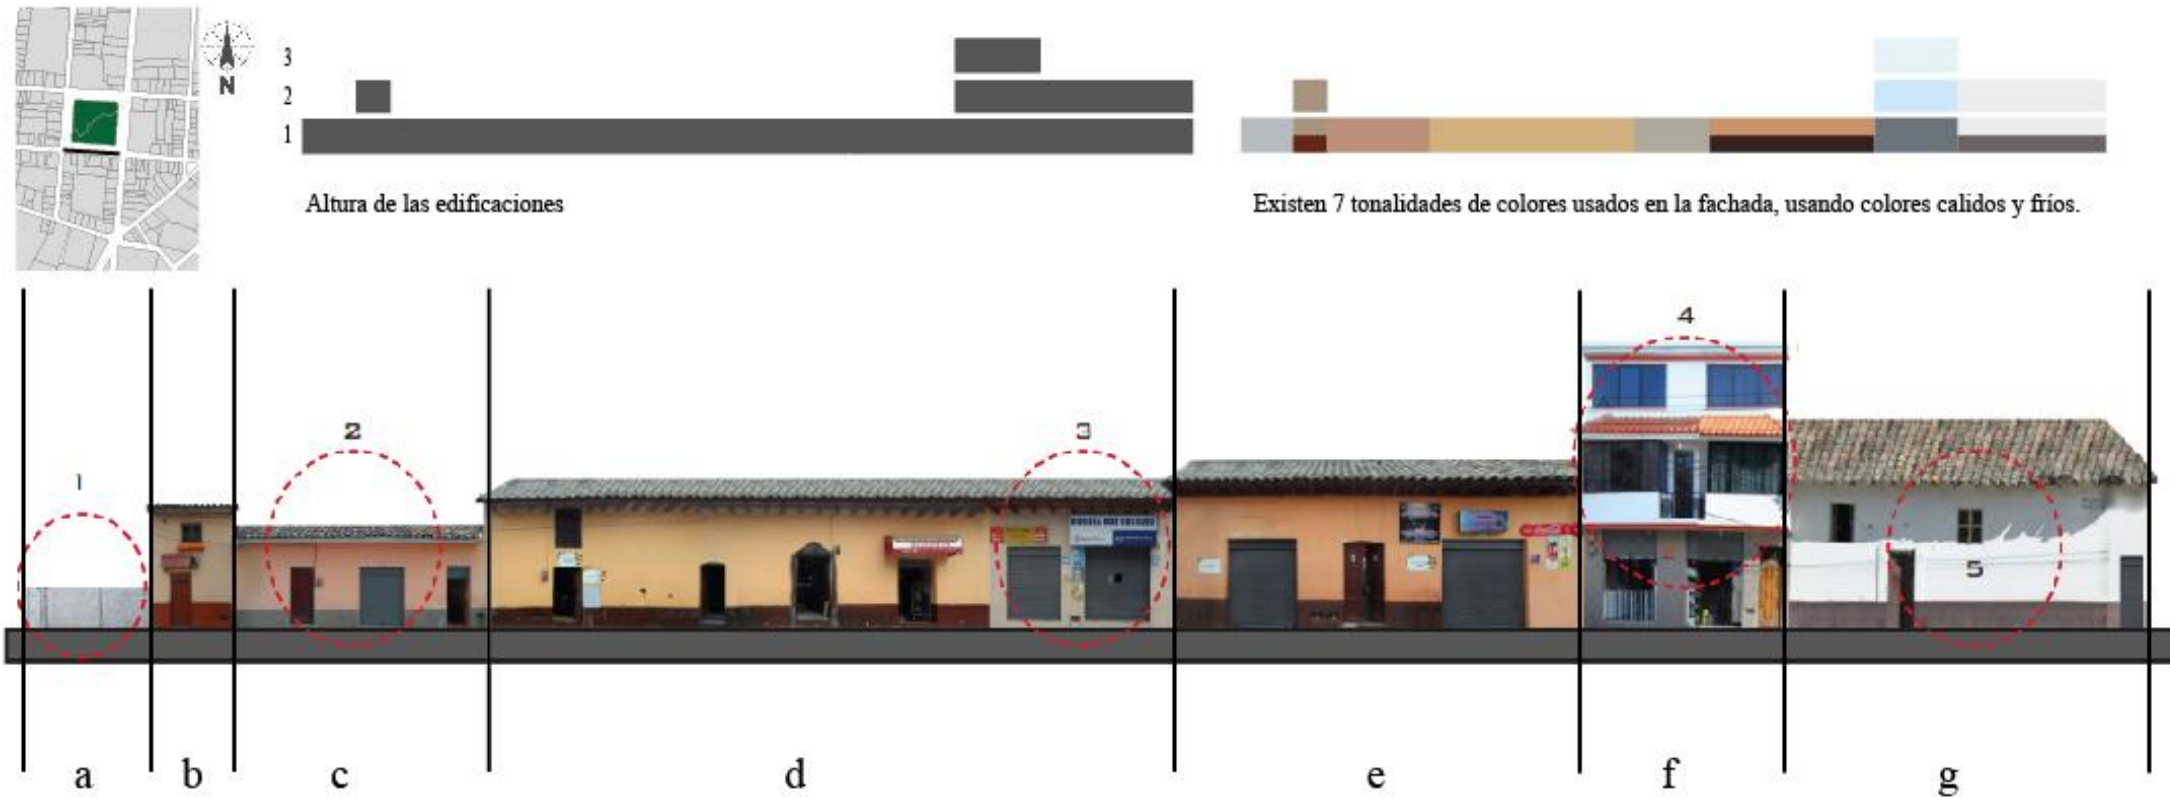 N
3
2
1
Altura de las edificaciones
Existen 7 tonalidades de colores usados en la fachada, usando colores calidos y fríos.
1
2
3
4
5
a
b
c
d
e
f
g